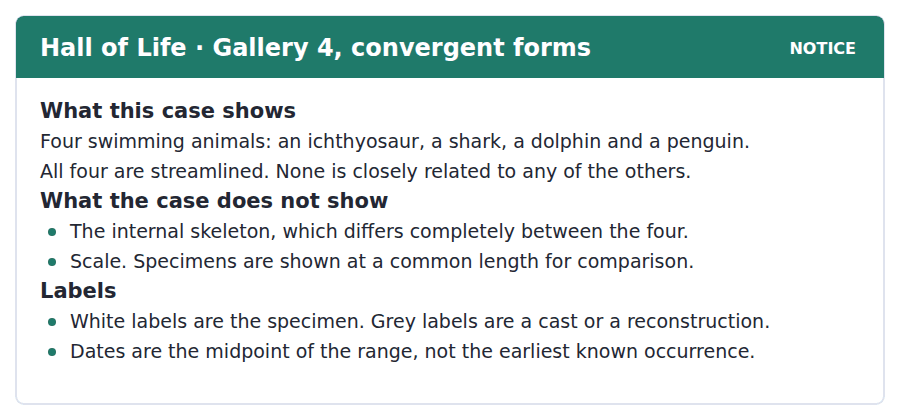 Hall of Life · Gallery 4, convergent forms
NOTICE
What this case shows
Four swimming animals: an ichthyosaur, a shark, a dolphin and a penguin.
All four are streamlined. None is closely related to any of the others.
What the case does not show
The internal skeleton, which differs completely between the four.
Scale. Specimens are shown at a common length for comparison.
Labels
White labels are the specimen. Grey labels are a cast or a reconstruction.
Dates are the midpoint of the range, not the earliest known occurrence.